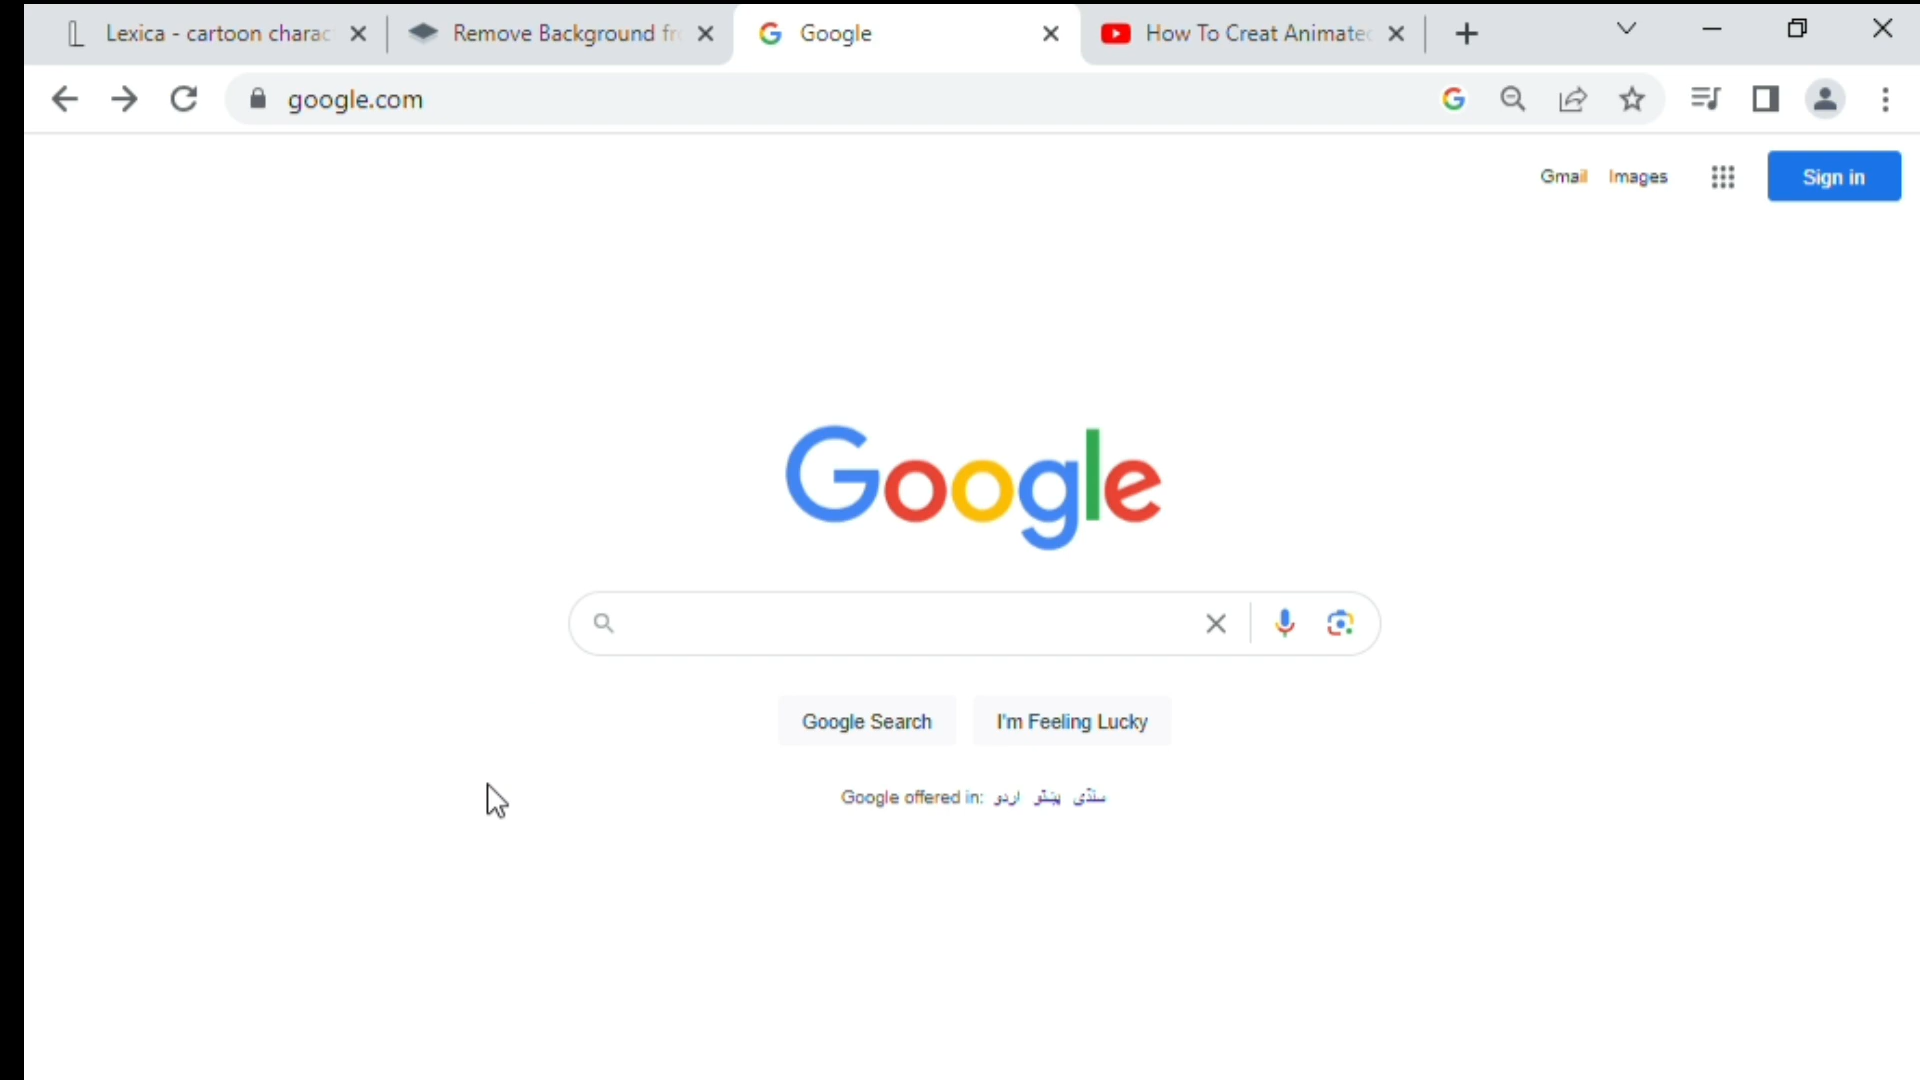 Lexica - cartoon charac
Remove Background fr
Google
How To Creat Animate
google.com
Gmail Images
Sign in
Google
Google Search
I'm Feeling Lucky
Google offered in: اردو پښتو سنڌي